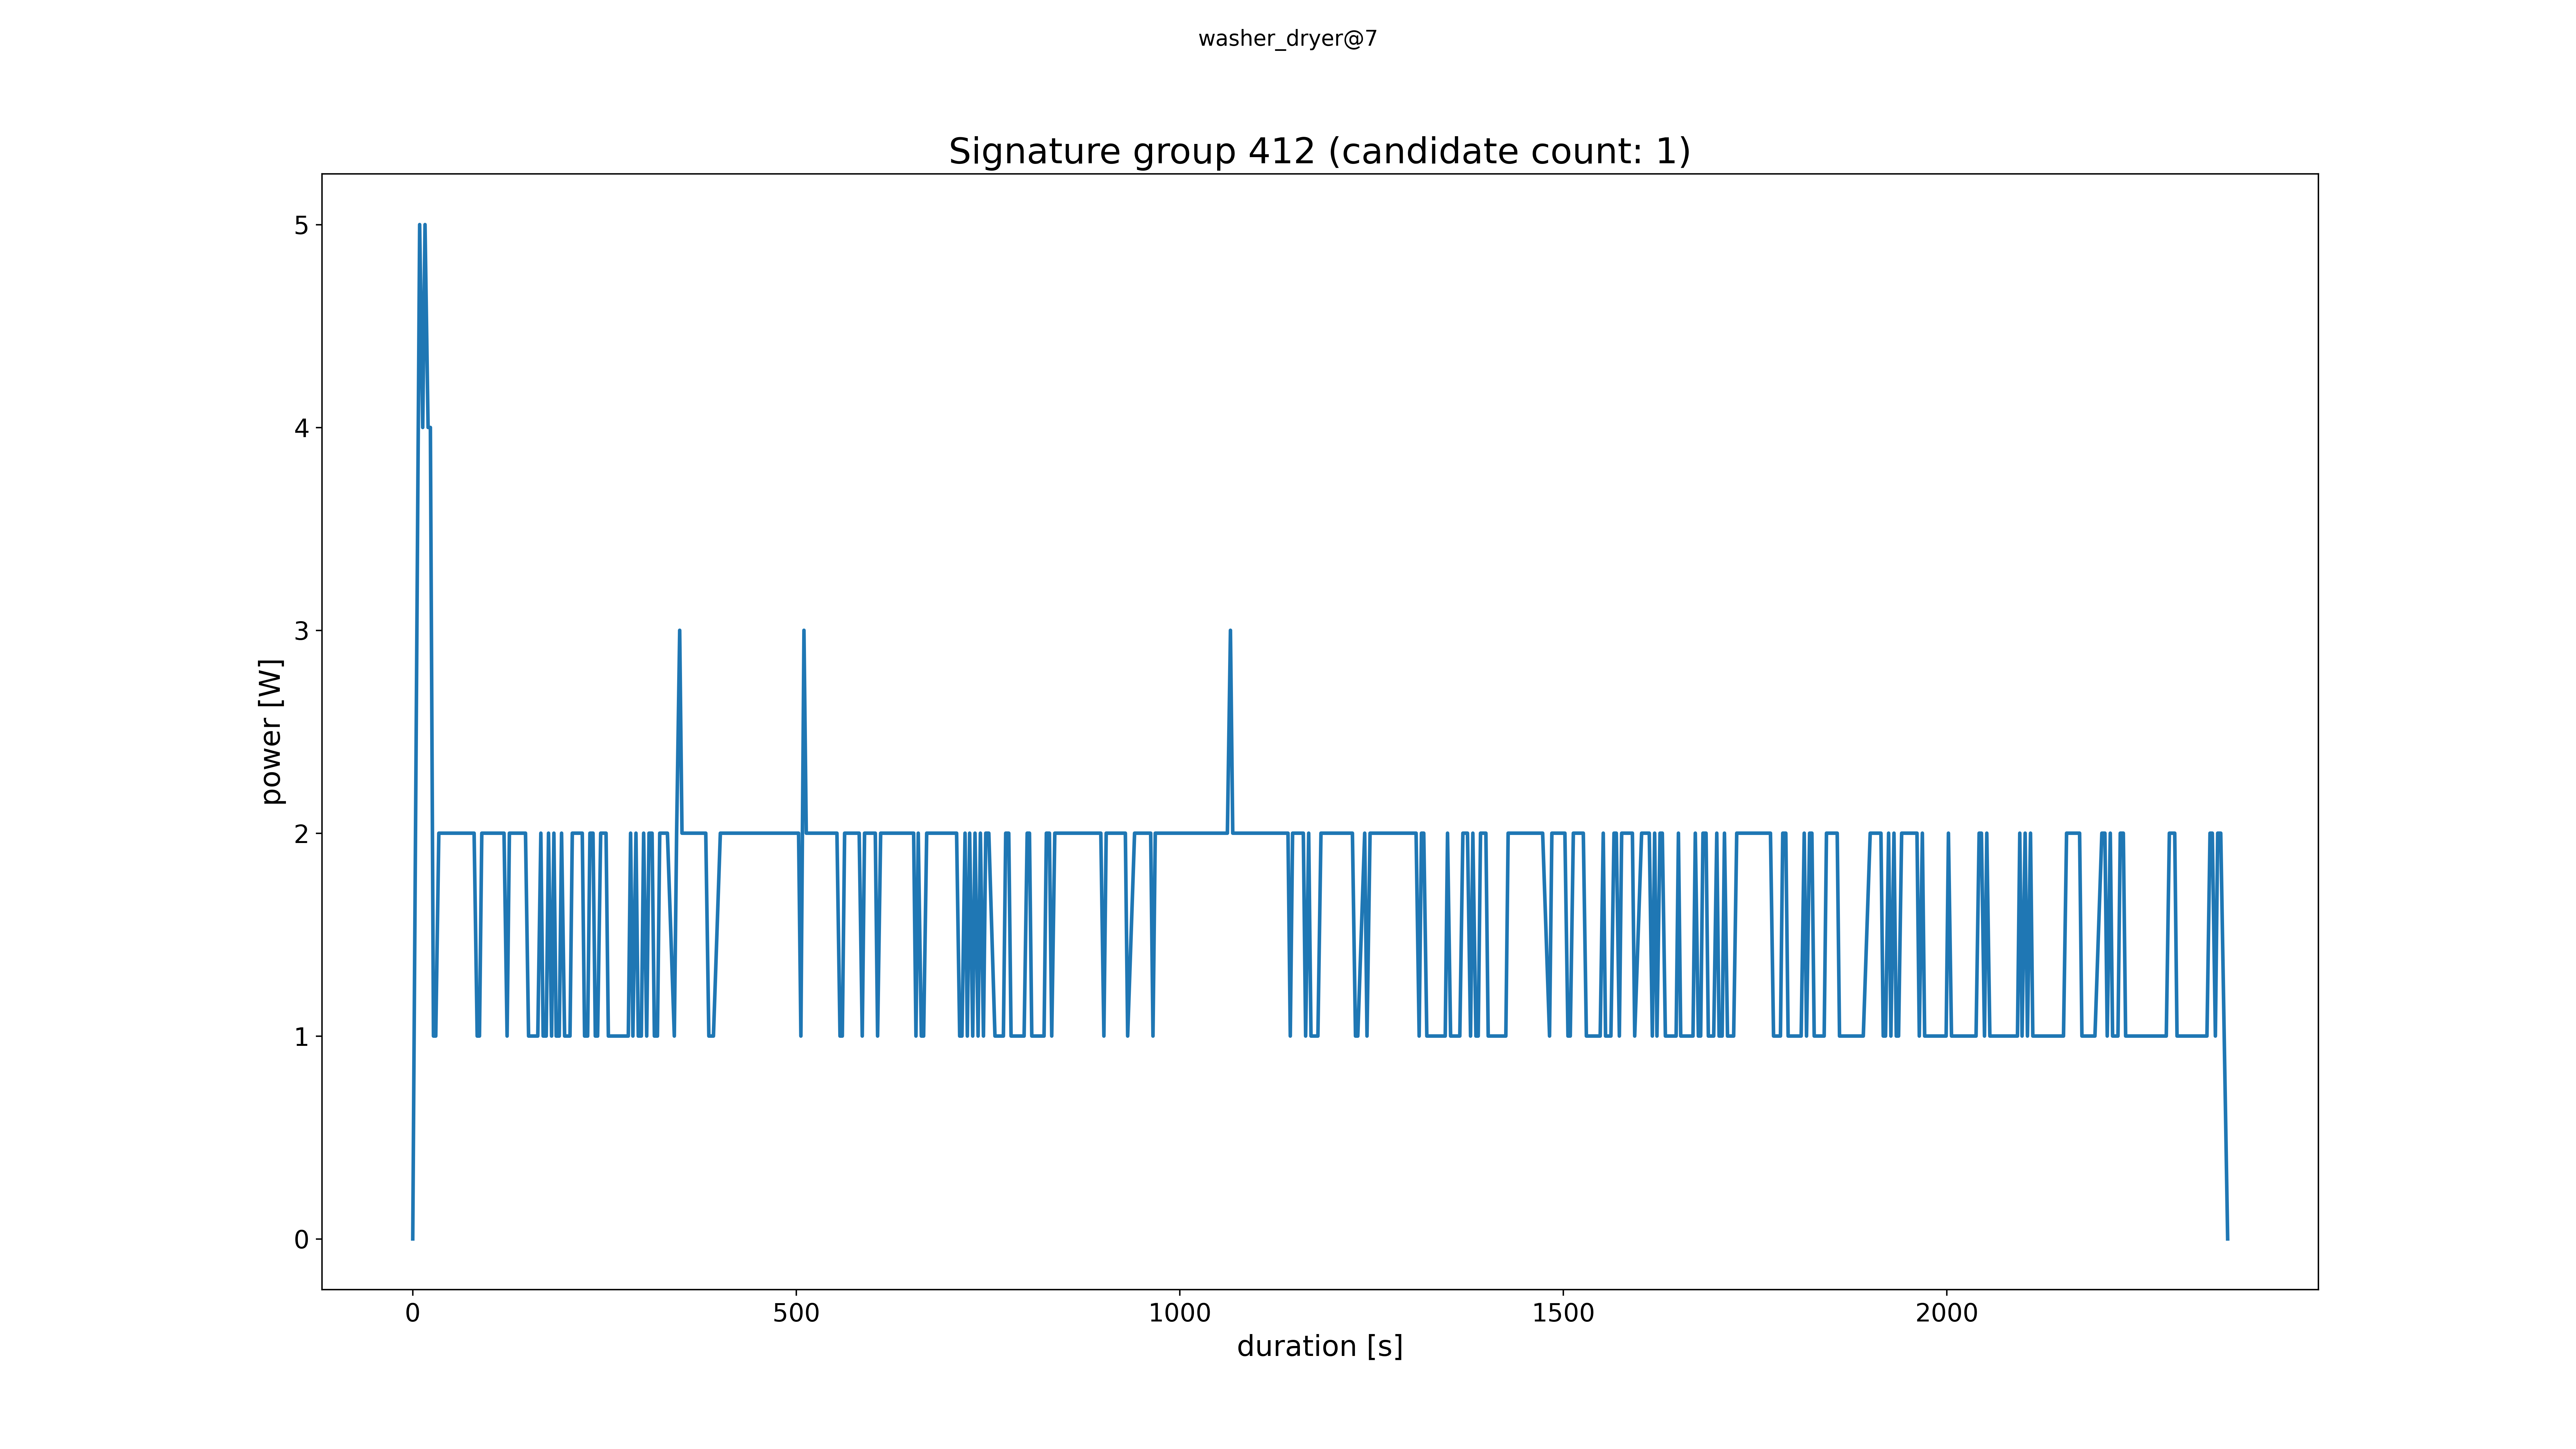 washer_dryer@7
Signature group 412 (candidate count: 1)
5
4
3
2
1
0
power [W]
0 500 1000 1500 2000
duration [s]